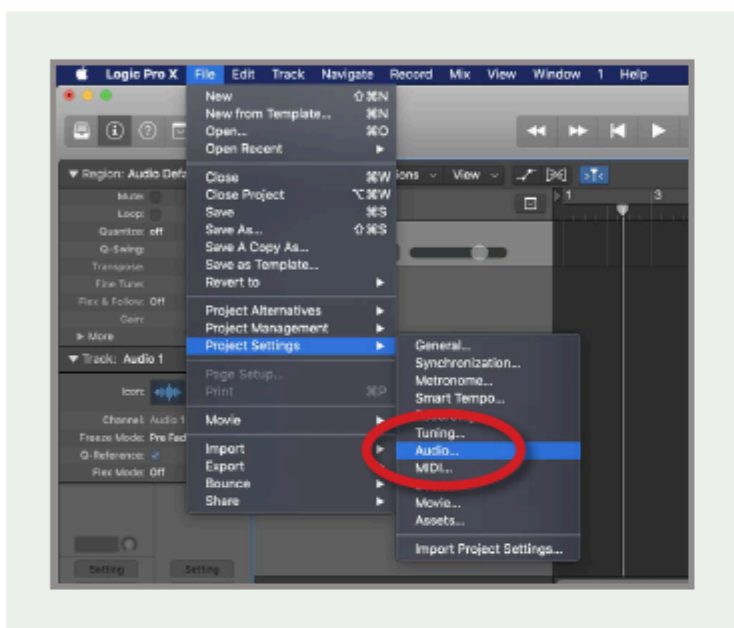 Logic Pro X File Edit Track Navigate Record Mix View Window 1 Help
New ⇧⌘N
New from Template... ⌘N
Open... ⌘O
Open Recent ▶
▼ Region: Audio Defa
View
1 3
Close ⌘W
Mute:
Close Project ⌥⌘W
Loop:
Save ⌘S
Quantize: off
Save As... ⇧⌘S
Q-Swing:
Save A Copy As...
Transpose:
Save as Template...
Fine Tune:
Revert to ▶
Flex & Follow: Off
Gain:
Project Alternatives ▶
▶ More
Project Management ▶
▼ Track: Audio 1
Project Settings ▶
General...
Synchronization...
Page Setup...
Metronome...
Icon:
Print ⌘P
Smart Tempo...
Channel: Audio 1
Movie ▶
Tuning...
Freeze Mode: Pre Fad
Q-Reference:
Import ▶
Audio...
Flex Mode: Off
Export ▶
MIDI...
Bounce ▶
Share ▶
Movie...
Assets...
Import Project Settings...
Setting Setting